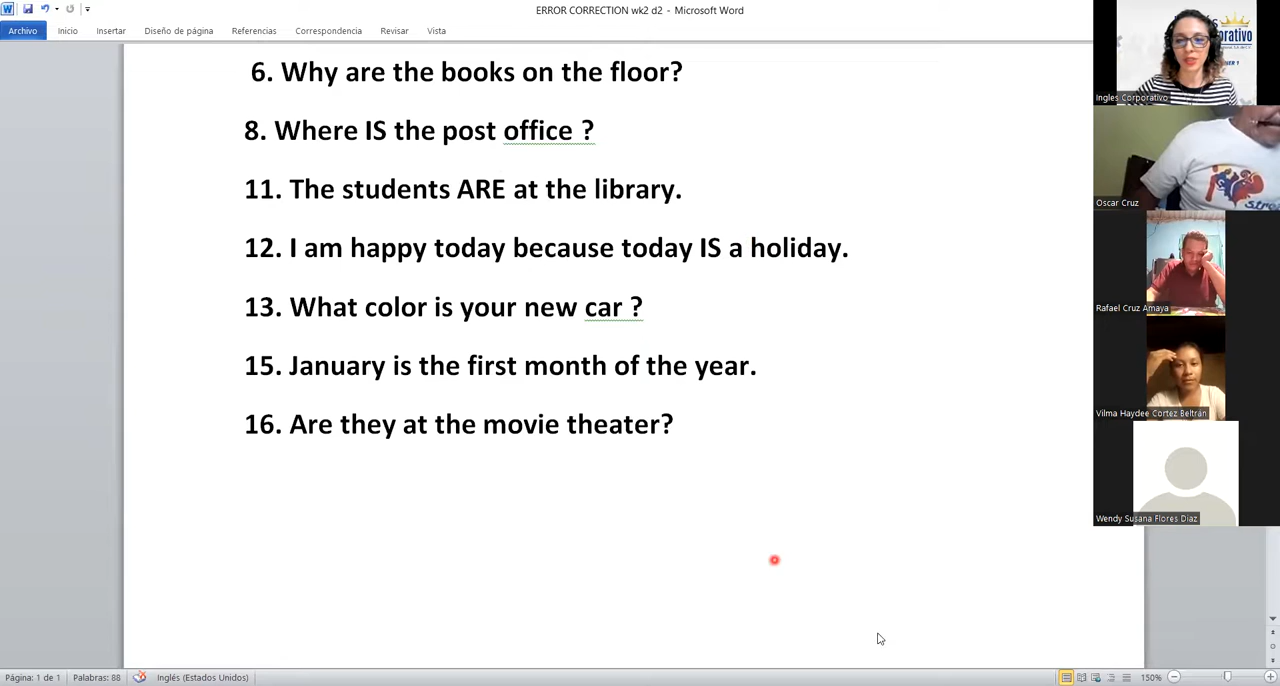 ERROR CORRECTION wk2 d2 - Microsoft Word
Archivo Inicio Insertar Diseño de página Referencias Correspondencia Revisar Vista
6. Why are the books on the floor?
8. Where IS the post office ?
11. The students ARE at the library.
12. I am happy today because today IS a holiday.
13. What color is your new car ?
15. January is the first month of the year.
16. Are they at the movie theater?
Ingles Corporativo
Oscar Cruz
Rafael Cruz Amaya
Vilma Haydee Cortez Beltrán
Wendy Susana Flores Diaz
Página: 1 de 1 Palabras: 88 Inglés (Estados Unidos) 150%